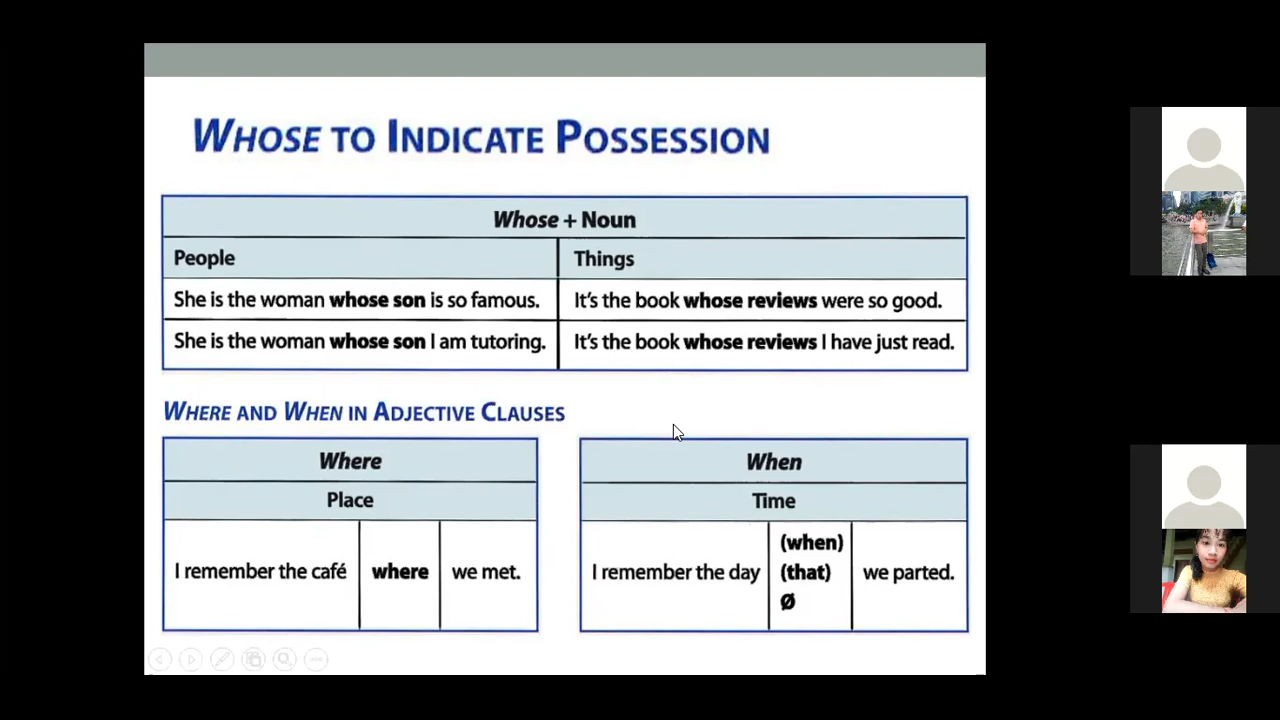 WHOSE TO INDICATE POSSESSION
Whose + Noun
People
Things
She is the woman whose son is so famous.
It's the book whose reviews were so good.
She is the woman whose son I am tutoring.
It's the book whose reviews I have just read.
WHERE AND WHEN IN ADJECTIVE CLAUSES
Where
Place
I remember the café where we met.
When
Time
(when)
I remember the day (that) we parted.
Ø